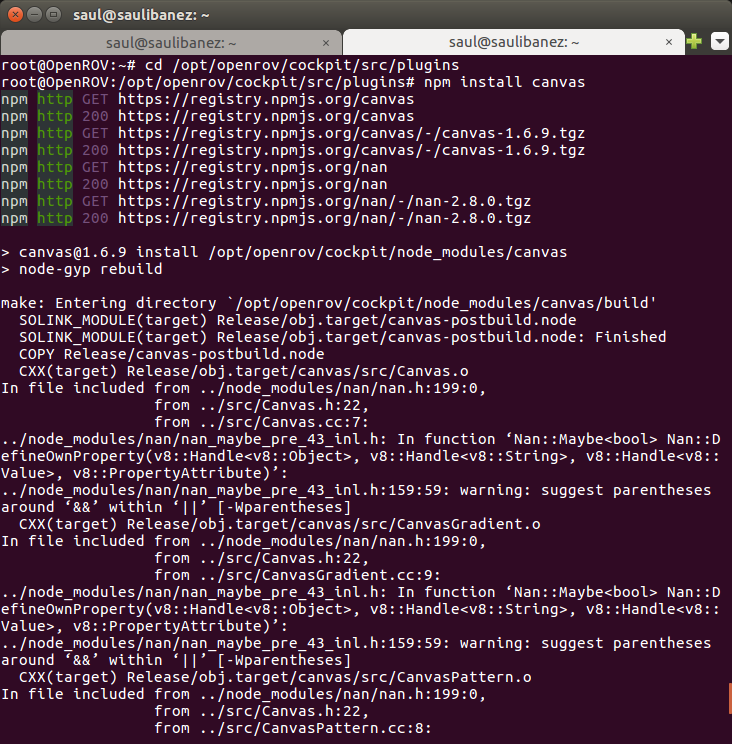 saul@saulibanez: ~
saul@saulibanez: ~ × saul@saulibanez: ~ ×
root@OpenROV:~# cd /opt/openrov/cockpit/src/plugins
root@OpenROV:/opt/openrov/cockpit/src/plugins# npm install canvas
npm http GET https://registry.npmjs.org/canvas
npm http 200 https://registry.npmjs.org/canvas
npm http GET https://registry.npmjs.org/canvas/-/canvas-1.6.9.tgz
npm http 200 https://registry.npmjs.org/canvas/-/canvas-1.6.9.tgz
npm http GET https://registry.npmjs.org/nan
npm http 200 https://registry.npmjs.org/nan
npm http GET https://registry.npmjs.org/nan/-/nan-2.8.0.tgz
npm http 200 https://registry.npmjs.org/nan/-/nan-2.8.0.tgz

> canvas@1.6.9 install /opt/openrov/cockpit/node_modules/canvas
> node-gyp rebuild

make: Entering directory `/opt/openrov/cockpit/node_modules/canvas/build'
  SOLINK_MODULE(target) Release/obj.target/canvas-postbuild.node
  SOLINK_MODULE(target) Release/obj.target/canvas-postbuild.node: Finished
  COPY Release/canvas-postbuild.node
  CXX(target) Release/obj.target/canvas/src/Canvas.o
In file included from ../node_modules/nan/nan.h:199:0,
                 from ../src/Canvas.h:22,
                 from ../src/Canvas.cc:7:
../node_modules/nan/nan_maybe_pre_43_inl.h: In function ‘Nan::Maybe<bool> Nan::D
efineOwnProperty(v8::Handle<v8::Object>, v8::Handle<v8::String>, v8::Handle<v8::
Value>, v8::PropertyAttribute)’:
../node_modules/nan/nan_maybe_pre_43_inl.h:159:59: warning: suggest parentheses
around ‘&&’ within ‘||’ [-Wparentheses]
  CXX(target) Release/obj.target/canvas/src/CanvasGradient.o
In file included from ../node_modules/nan/nan.h:199:0,
                 from ../src/Canvas.h:22,
                 from ../src/CanvasGradient.cc:9:
../node_modules/nan/nan_maybe_pre_43_inl.h: In function ‘Nan::Maybe<bool> Nan::D
efineOwnProperty(v8::Handle<v8::Object>, v8::Handle<v8::String>, v8::Handle<v8::
Value>, v8::PropertyAttribute)’:
../node_modules/nan/nan_maybe_pre_43_inl.h:159:59: warning: suggest parentheses
around ‘&&’ within ‘||’ [-Wparentheses]
  CXX(target) Release/obj.target/canvas/src/CanvasPattern.o
In file included from ../node_modules/nan/nan.h:199:0,
                 from ../src/Canvas.h:22,
                 from ../src/CanvasPattern.cc:8: